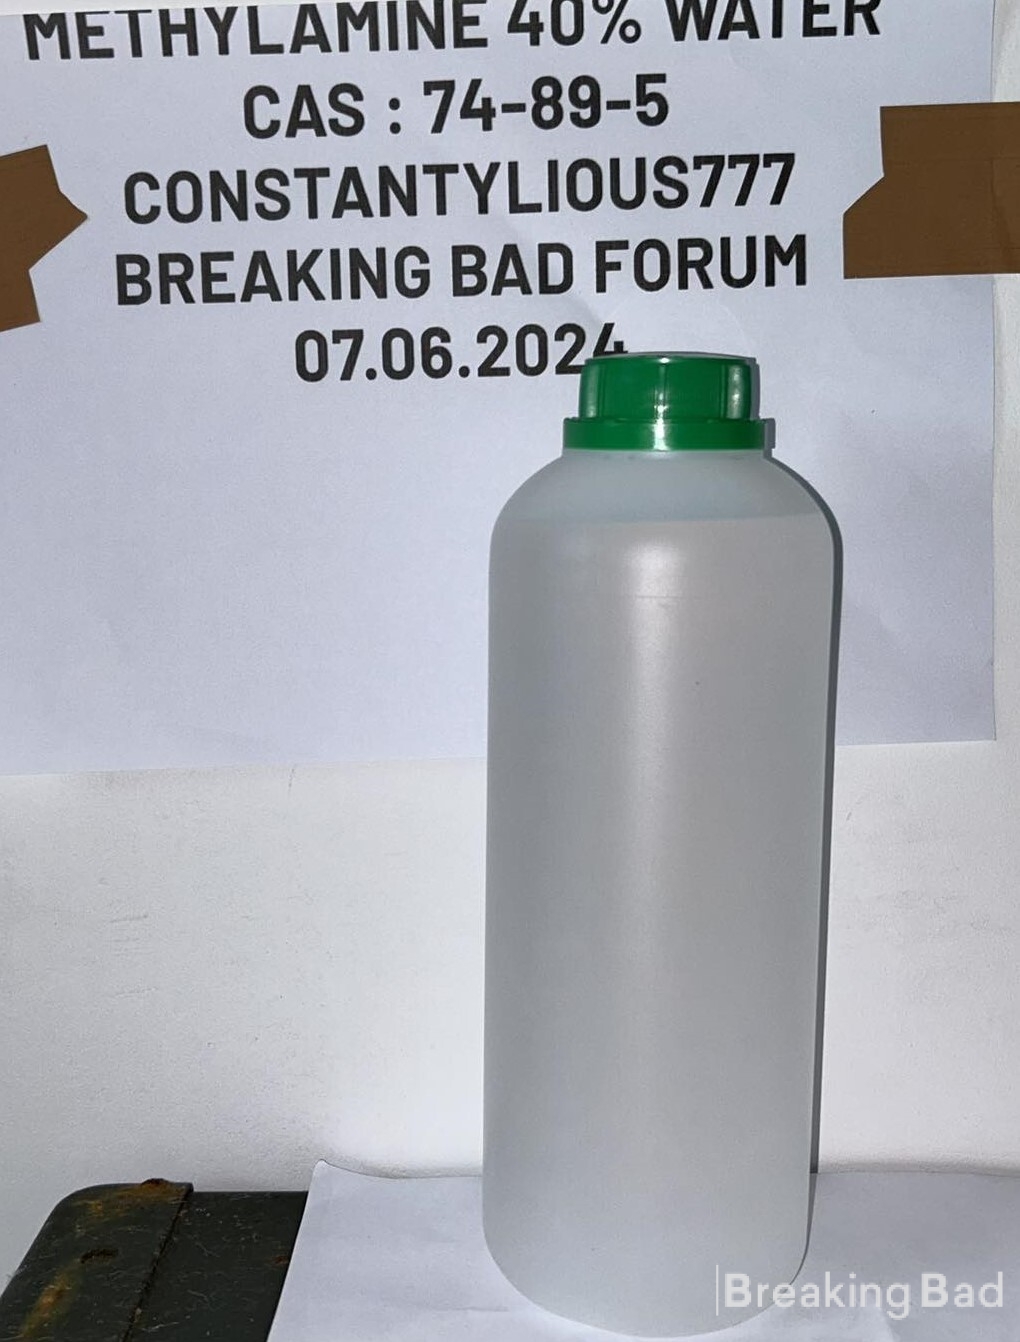 METHYLAMINE 40% WATER
CAS : 74-89-5
CONSTANTYLIOUS777
BREAKING BAD FORUM
07.06.2024
Breaking Bad